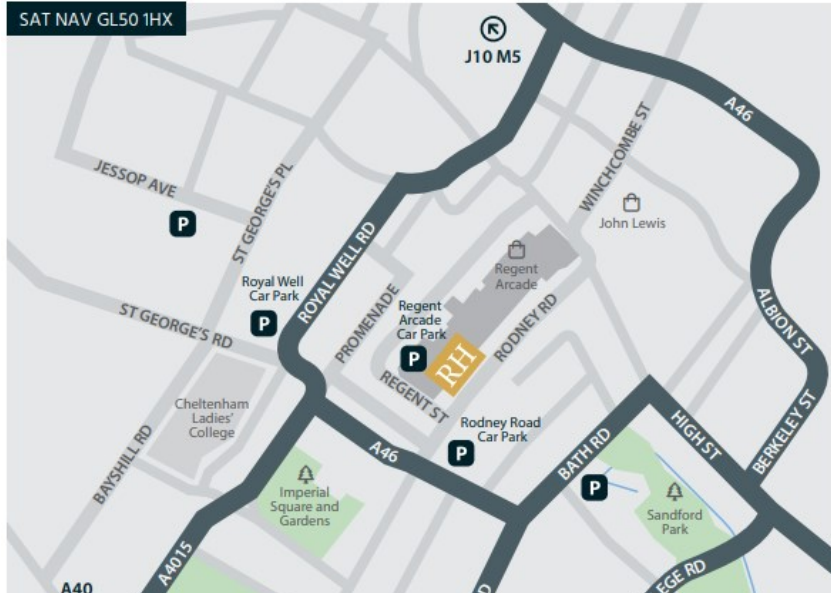 SAT NAV GL50 1HX
J10 M5
A46
WINCHCOMBE ST
JESSOP AVE
ST GEORGE'S PL
P
John Lewis
ROYAL WELL RD
Regent
Arcade
Royal Well
Car Park
P
PROMENADE
Regent
Arcade
Car Park
P
RH
RODNEY RD
ALBION ST
ST GEORGE'S RD
REGENT ST
Cheltenham
Ladies'
College
Rodney Road
Car Park
P
A46
BATH RD
HIGH ST
BERKELEY ST
BAYSHILL RD
Imperial
Square and
Gardens
P
Sandford
Park
A4015
A40
D
EGE RD